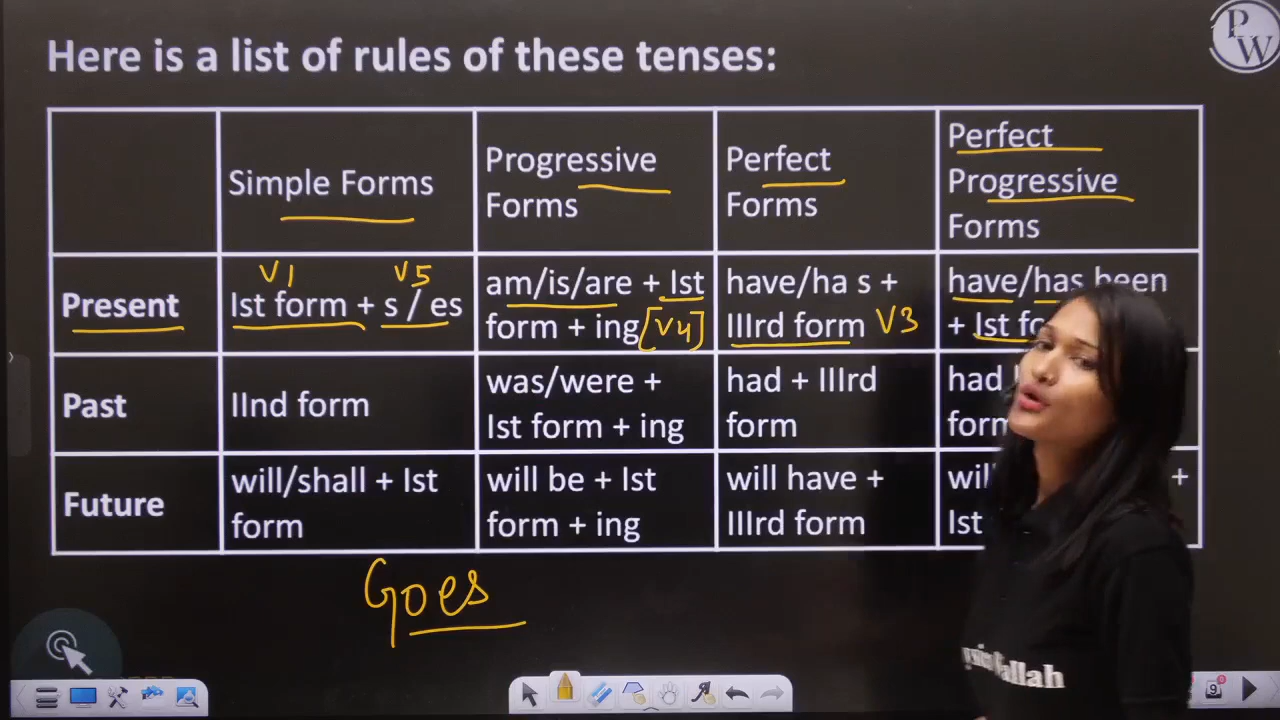 Here is a list of rules of these tenses:
PW
Simple Forms
Progressive
Forms
Perfect
Forms
Perfect
Progressive
Forms
Present
V1 V5
Ist form + s / es
am/is/are + Ist
form + ing [V4]
have/ha s +
IIIrd form V3
have/has been
+ Ist
Past
IInd form
was/were +
Ist form + ing
had + IIIrd
form
had
Future
will/shall + Ist
form
will be + Ist
form + ing
will have +
IIIrd form
+
Ist
Goes
Wallah
9